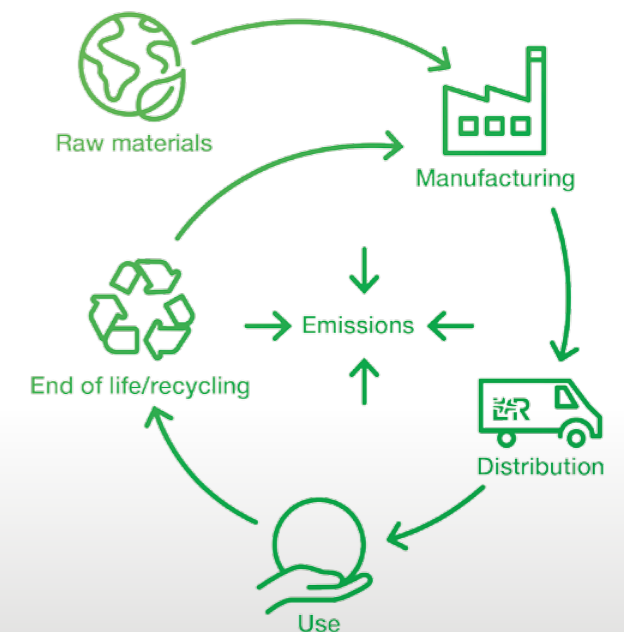 Raw materials
Manufacturing
Emissions
End of life/recycling
Distribution
Use